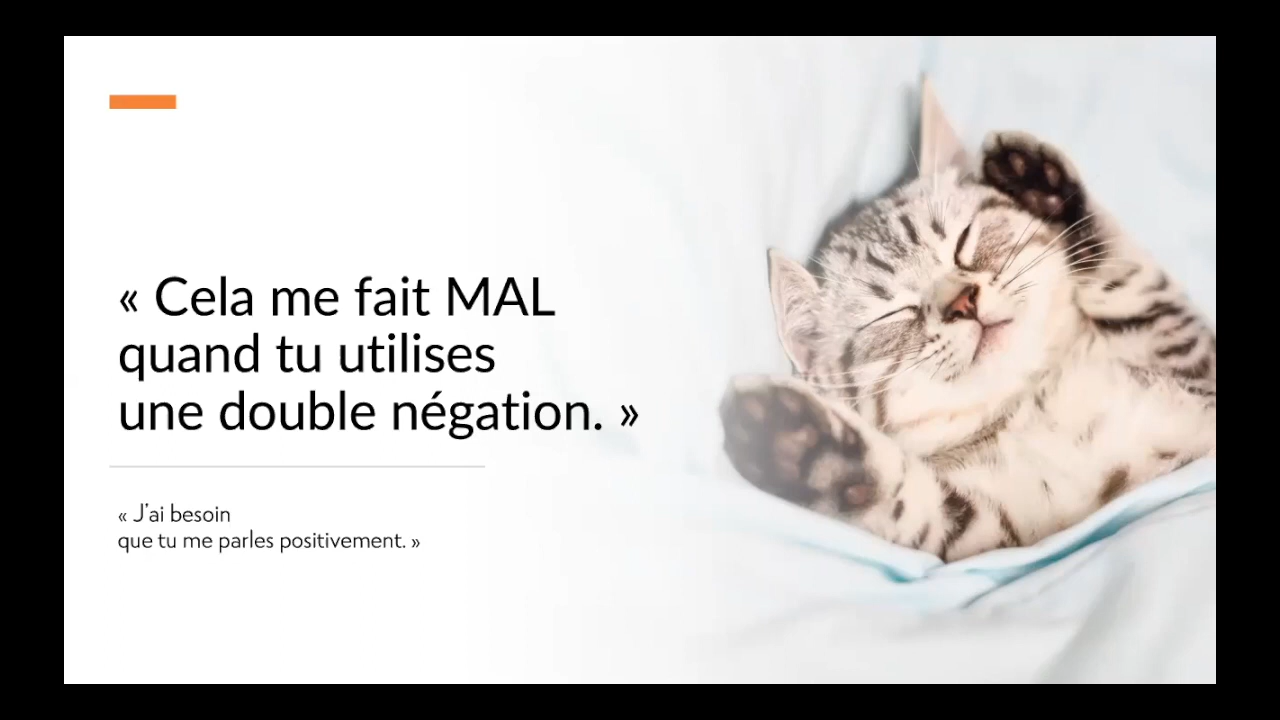 « Cela me fait MAL
quand tu utilises
une double négation. »
« J'ai besoin
que tu me parles positivement. »